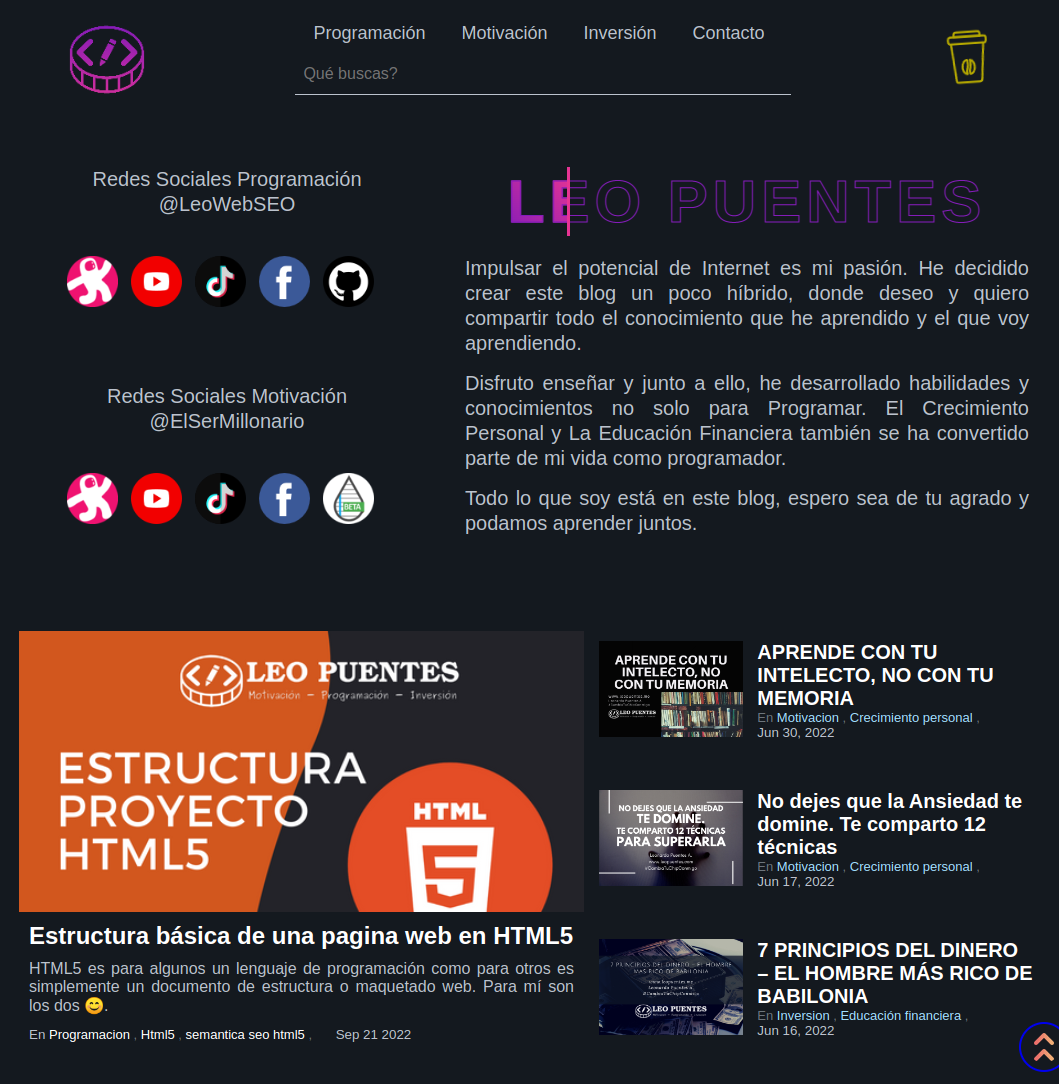 Programación Motivación Inversión Contacto
Qué buscas?
Redes Sociales Programación
@LeoWebSEO
Redes Sociales Motivación
@ElSerMillonario
BETA
LEO PUENTES
Impulsar el potencial de Internet es mi pasión. He decidido
crear este blog un poco híbrido, donde deseo y quiero
compartir todo el conocimiento que he aprendido y el que voy
aprendiendo.
Disfruto enseñar y junto a ello, he desarrollado habilidades y
conocimientos no solo para Programar. El Crecimiento
Personal y La Educación Financiera también se ha convertido
parte de mi vida como programador.
Todo lo que soy está en este blog, espero sea de tu agrado y
podamos aprender juntos.
LEO PUENTES
Motivación – Programación – Inversión
ESTRUCTURA
PROYECTO
HTML5
HTML
5
Estructura básica de una pagina web en HTML5
HTML5 es para algunos un lenguaje de programación como para otros es
simplemente un documento de estructura o maquetado web. Para mí son
los dos 😊.
En Programacion , Html5 , semantica seo html5 , Sep 21 2022
APRENDE CON TU
INTELECTO, NO
CON TU MEMORIA
LEO PUENTES
APRENDE CON TU
INTELECTO, NO CON TU
MEMORIA
En Motivacion , Crecimiento personal ,
Jun 30, 2022
NO DEJES QUE LA ANSIEDAD
TE DOMINE.
TE COMPARTO 12 TÉCNICAS
PARA SUPERARLA
Leonardo Puentes A.
www.leopuentes.com
#CambiaTuChipConmigo
No dejes que la Ansiedad te
domine. Te comparto 12
técnicas
En Motivacion , Crecimiento personal ,
Jun 17, 2022
7 PRINCIPIOS DEL DINERO – EL HOMBRE
MÁS RICO DE BABILONIA
LEO PUENTES
7 PRINCIPIOS DEL DINERO
– EL HOMBRE MÁS RICO DE
BABILONIA
En Inversion , Educación financiera ,
Jun 16, 2022